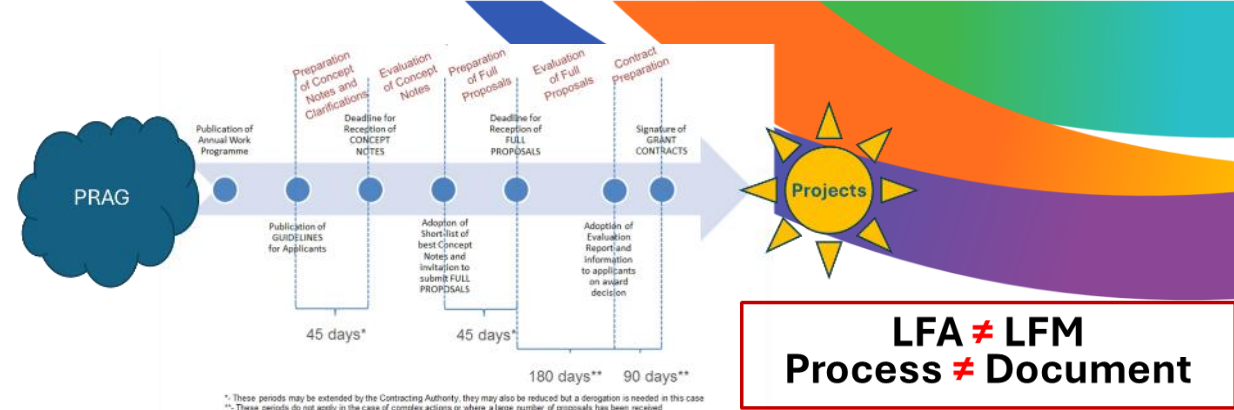 Preparation
of Concept
Notes and
Clarifications
Evaluation
of Concept
Notes
Preparation
of Full
Proposals
Evaluation
of Full
Proposals
Contract
Preparation
Publication of
Annual Work
Programme
Deadline for
Reception of
CONCEPT
NOTES
Deadline for
Reception of
FULL
PROPOSALS
Signature of
GRANT
CONTRACTS
PRAG
Projects
Publication of
GUIDELINES
for Applicants
Adoption of
Short-list of
best Concept
Notes and
invitation to
submit FULL
PROPOSALS
Adoption of
Evaluation
Report and
information
to applicants
on award
decision
45 days*
45 days*
180 days**
90 days**
LFA ≠ LFM
Process ≠ Document
*- These periods may be extended by the Contracting Authority, they may also be reduced but a derogation is needed in this case
**- These periods do not apply in the case of complex actions or where a large number of proposals has been received